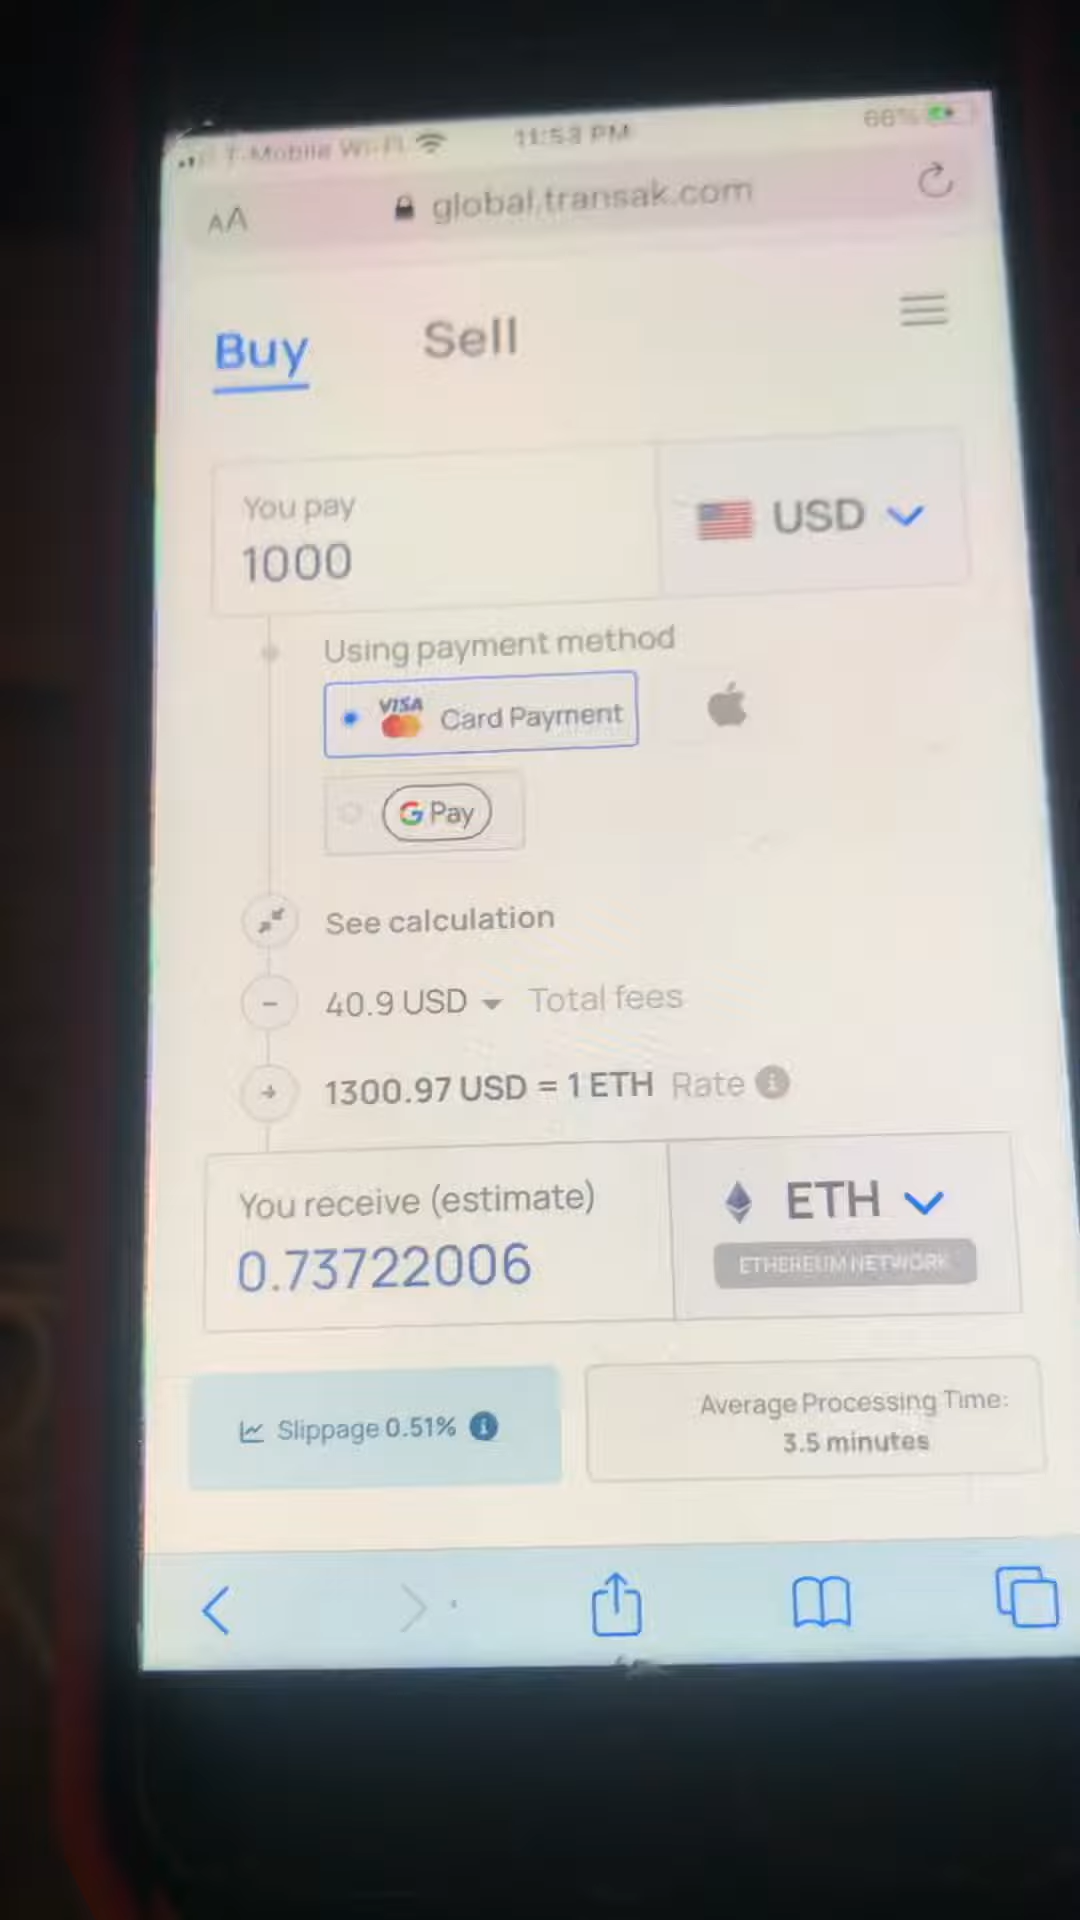 T-Mobile Wi-Fi 11:53 PM 66%
AA global.transak.com
Buy Sell
You pay
1000
USD
Using payment method
VISA Card Payment
G Pay
See calculation
40.9 USD Total fees
1300.97 USD = 1 ETH Rate
You receive (estimate)
0.73722006
ETH
ETHEREUM NETWORK
Slippage 0.51%
Average Processing Time:
3.5 minutes